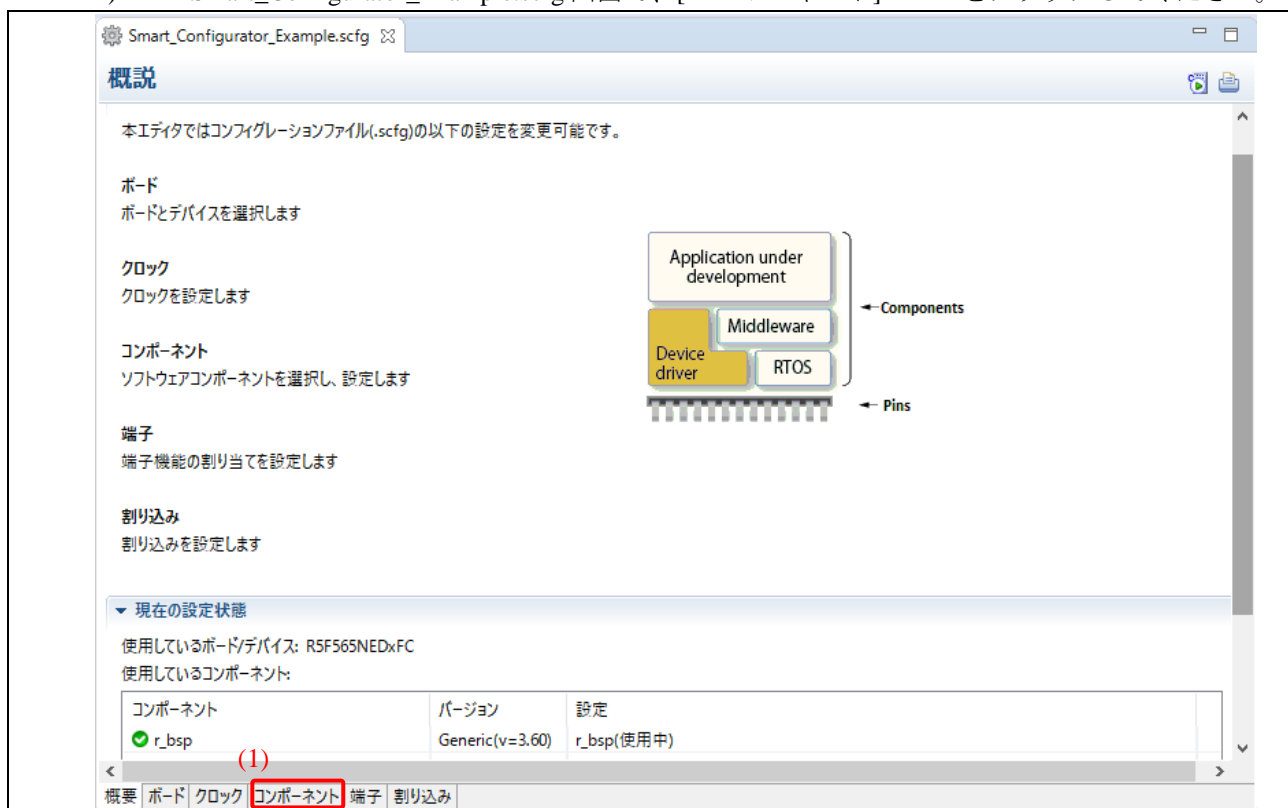 Smart_Configurator_Example.scfg
概説
本エディタではコンフィグレーションファイル(.scfg)の以下の設定を変更可能です。
ボード
ボードとデバイスを選択します
クロック
クロックを設定します
コンポーネント
ソフトウェアコンポーネントを選択し、設定します
端子
端子機能の割り当てを設定します
割り込み
割り込みを設定します
Application under
development
Middleware
Device
driver
RTOS
Components
Pins
現在の設定状態
使用しているボード/デバイス: R5F565NEDxFC
使用しているコンポーネント:
コンポーネント バージョン 設定
r_bsp Generic(v=3.60) r_bsp(使用中)
(1)
概要 ボード クロック コンポーネント 端子 割り込み